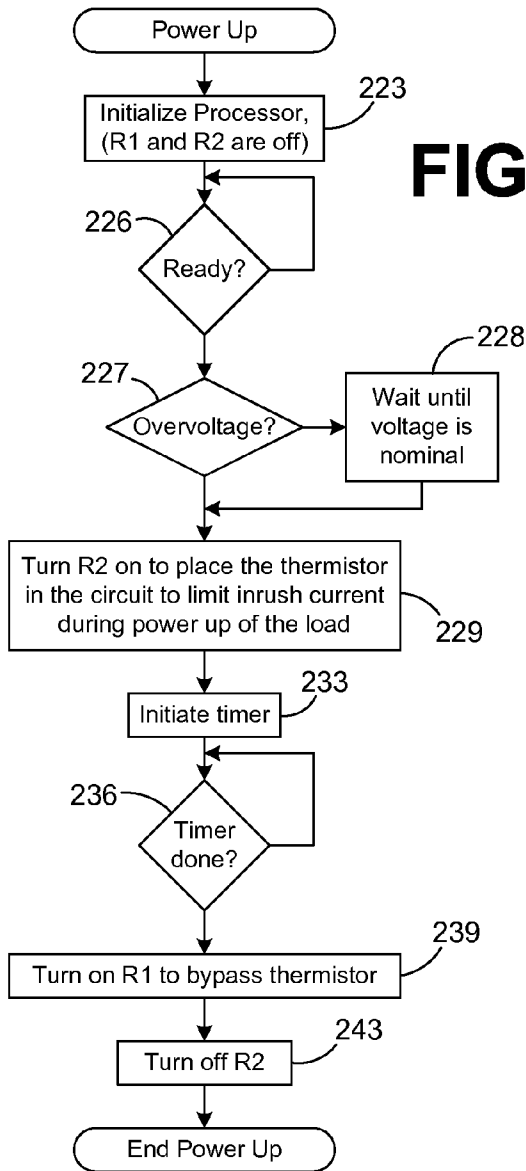 Power Up
223
Initialize Processor,
(R1 and R2 are off)
FIG
226
Ready?
228
227
Overvoltage?
Wait until
voltage is
nominal
Turn R2 on to place the thermistor
in the circuit to limit inrush current
during power up of the load
229
233
Initiate timer
236
Timer
done?
239
Turn on R1 to bypass thermistor
243
Turn off R2
End Power Up